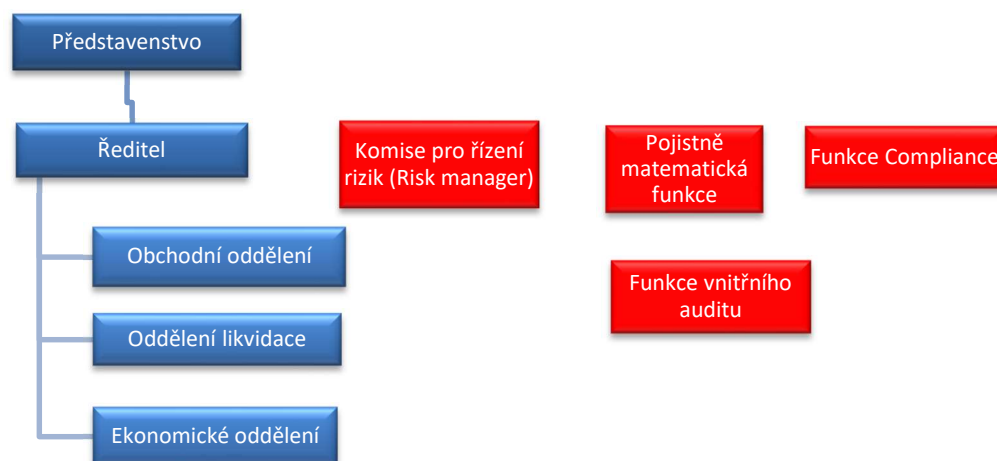 Představenstvo
Ředitel
Komise pro řízení
rizik (Risk manager)
Pojistně
matematická
funkce
Funkce Compliance
Obchodní oddělení
Funkce vnitřního
auditu
Oddělení likvidace
Ekonomické oddělení